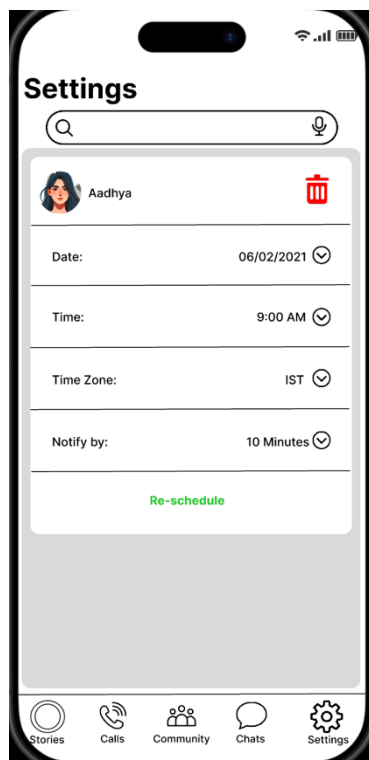 Settings
Aadhya
Date: 06/02/2021
Time: 9:00 AM
Time Zone: IST
Notify by: 10 Minutes
Re-schedule
Stories Calls Community Chats Settings